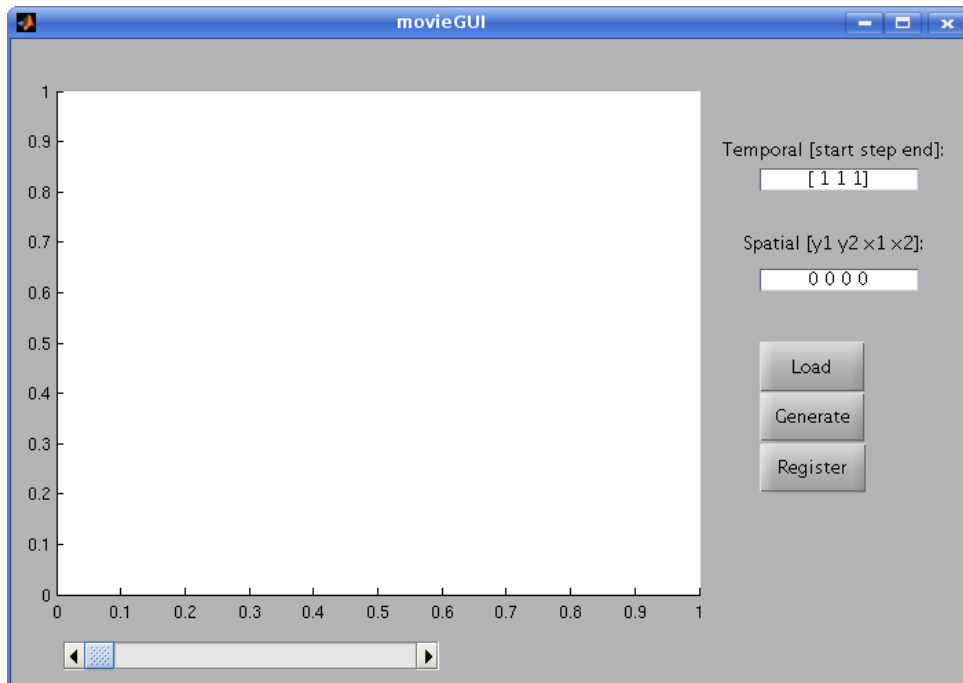 movieGUI
1
0.9
0.8
0.7
0.6
0.5
0.4
0.3
0.2
0.1
0
0 0.1 0.2 0.3 0.4 0.5 0.6 0.7 0.8 0.9 1
Temporal [start step end]:
[ 1 1 1]
Spatial [y1 y2 x1 x2]:
0 0 0 0
Load
Generate
Register